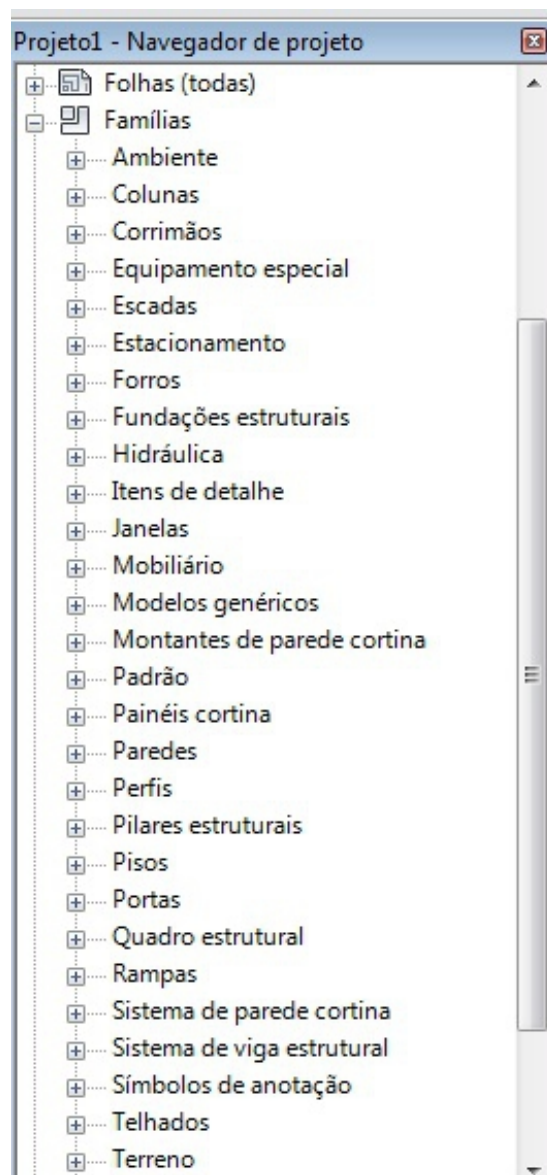 Projeto1 - Navegador de projeto
Folhas (todas)
Famílias
Ambiente
Colunas
Corrimãos
Equipamento especial
Escadas
Estacionamento
Forros
Fundações estruturais
Hidráulica
Itens de detalhe
Janelas
Mobiliário
Modelos genéricos
Montantes de parede cortina
Padrão
Painéis cortina
Paredes
Perfis
Pilares estruturais
Pisos
Portas
Quadro estrutural
Rampas
Sistema de parede cortina
Sistema de viga estrutural
Símbolos de anotação
Telhados
Terreno